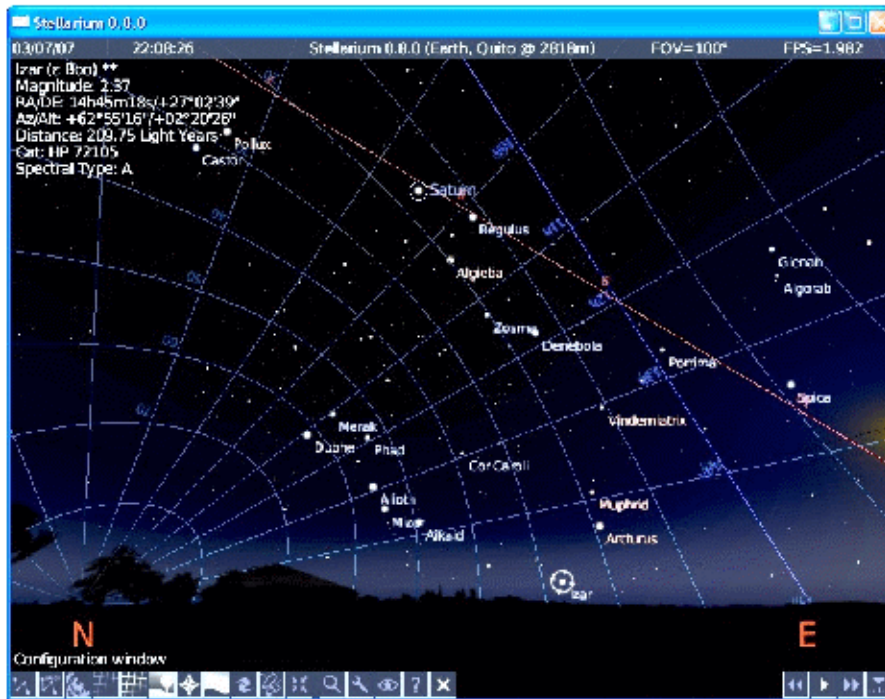 Stellarium 0.8.0
03/07/07 22:08:26 Stellarium 0.8.0 (Earth, Quito @ 2818m) FOV=100° FPS=1.982
Izar (ε Boo) **
Magnitude: 2.37
RA/DE: 14h45m18s/+27°02'39"
Az/Alt: +62°55'16"/+02°20'26"
Distance: 209.75 Light Years
Cat: HP 72105
Spectral Type: A
Pollux
Castor
Saturn
Regulus
Algieba
Gienah
Algorab
Zosma
Denebola
Porrima
Spica
Merak
Vindemiatrix
Dubhe
Phad
Cor Caroli
Alioth
Muphrid
Mizar
Alkaid
Arcturus
Izar
N
E
Configuration window